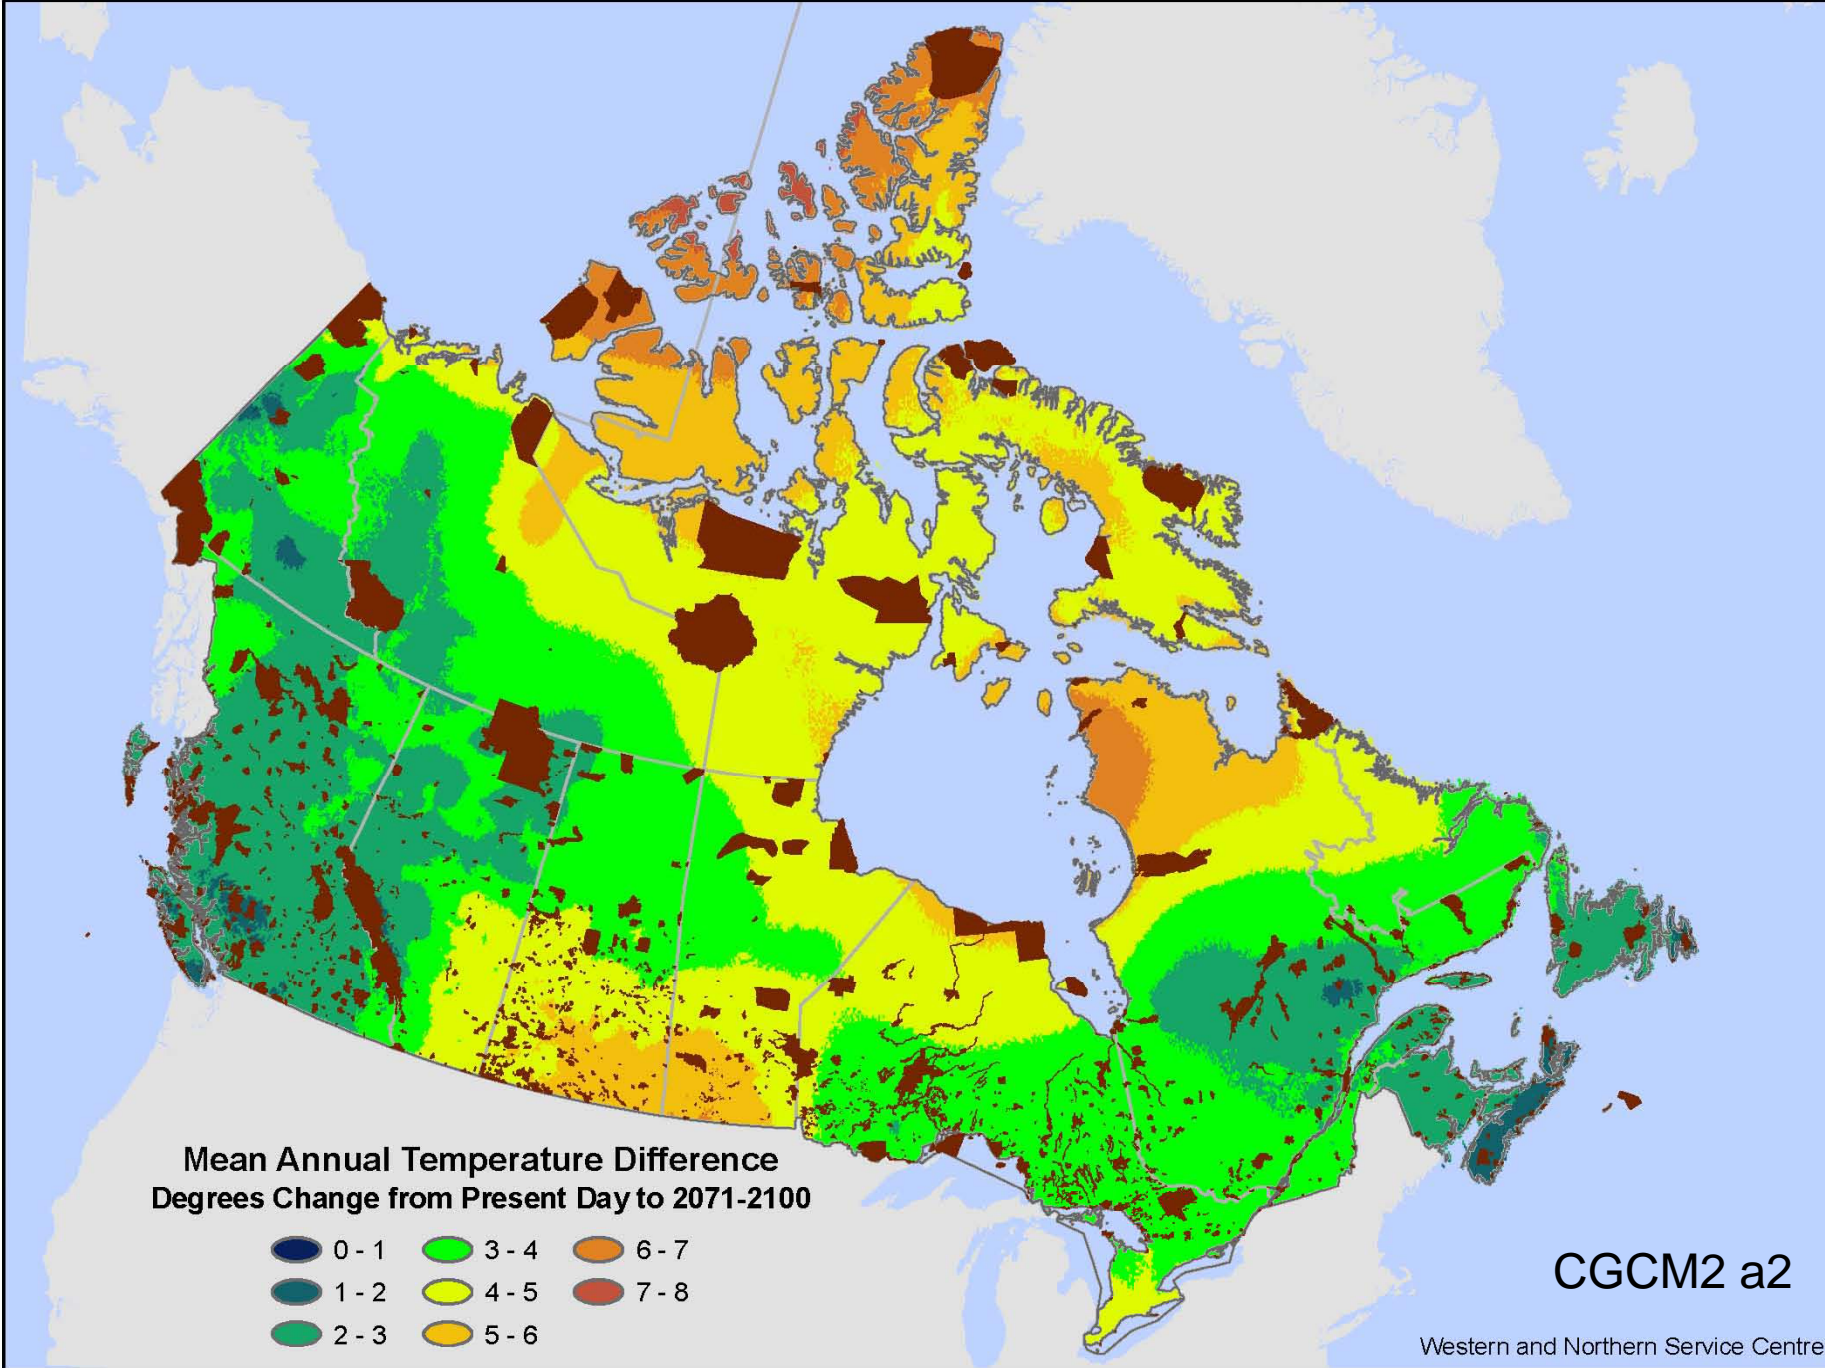 Mean Annual Temperature Difference
Degrees Change from Present Day to 2071-2100
0 - 1
3 - 4
6 - 7
1 - 2
4 - 5
7 - 8
2 - 3
5 - 6
CGCM2 a2
Western and Northern Service Centre